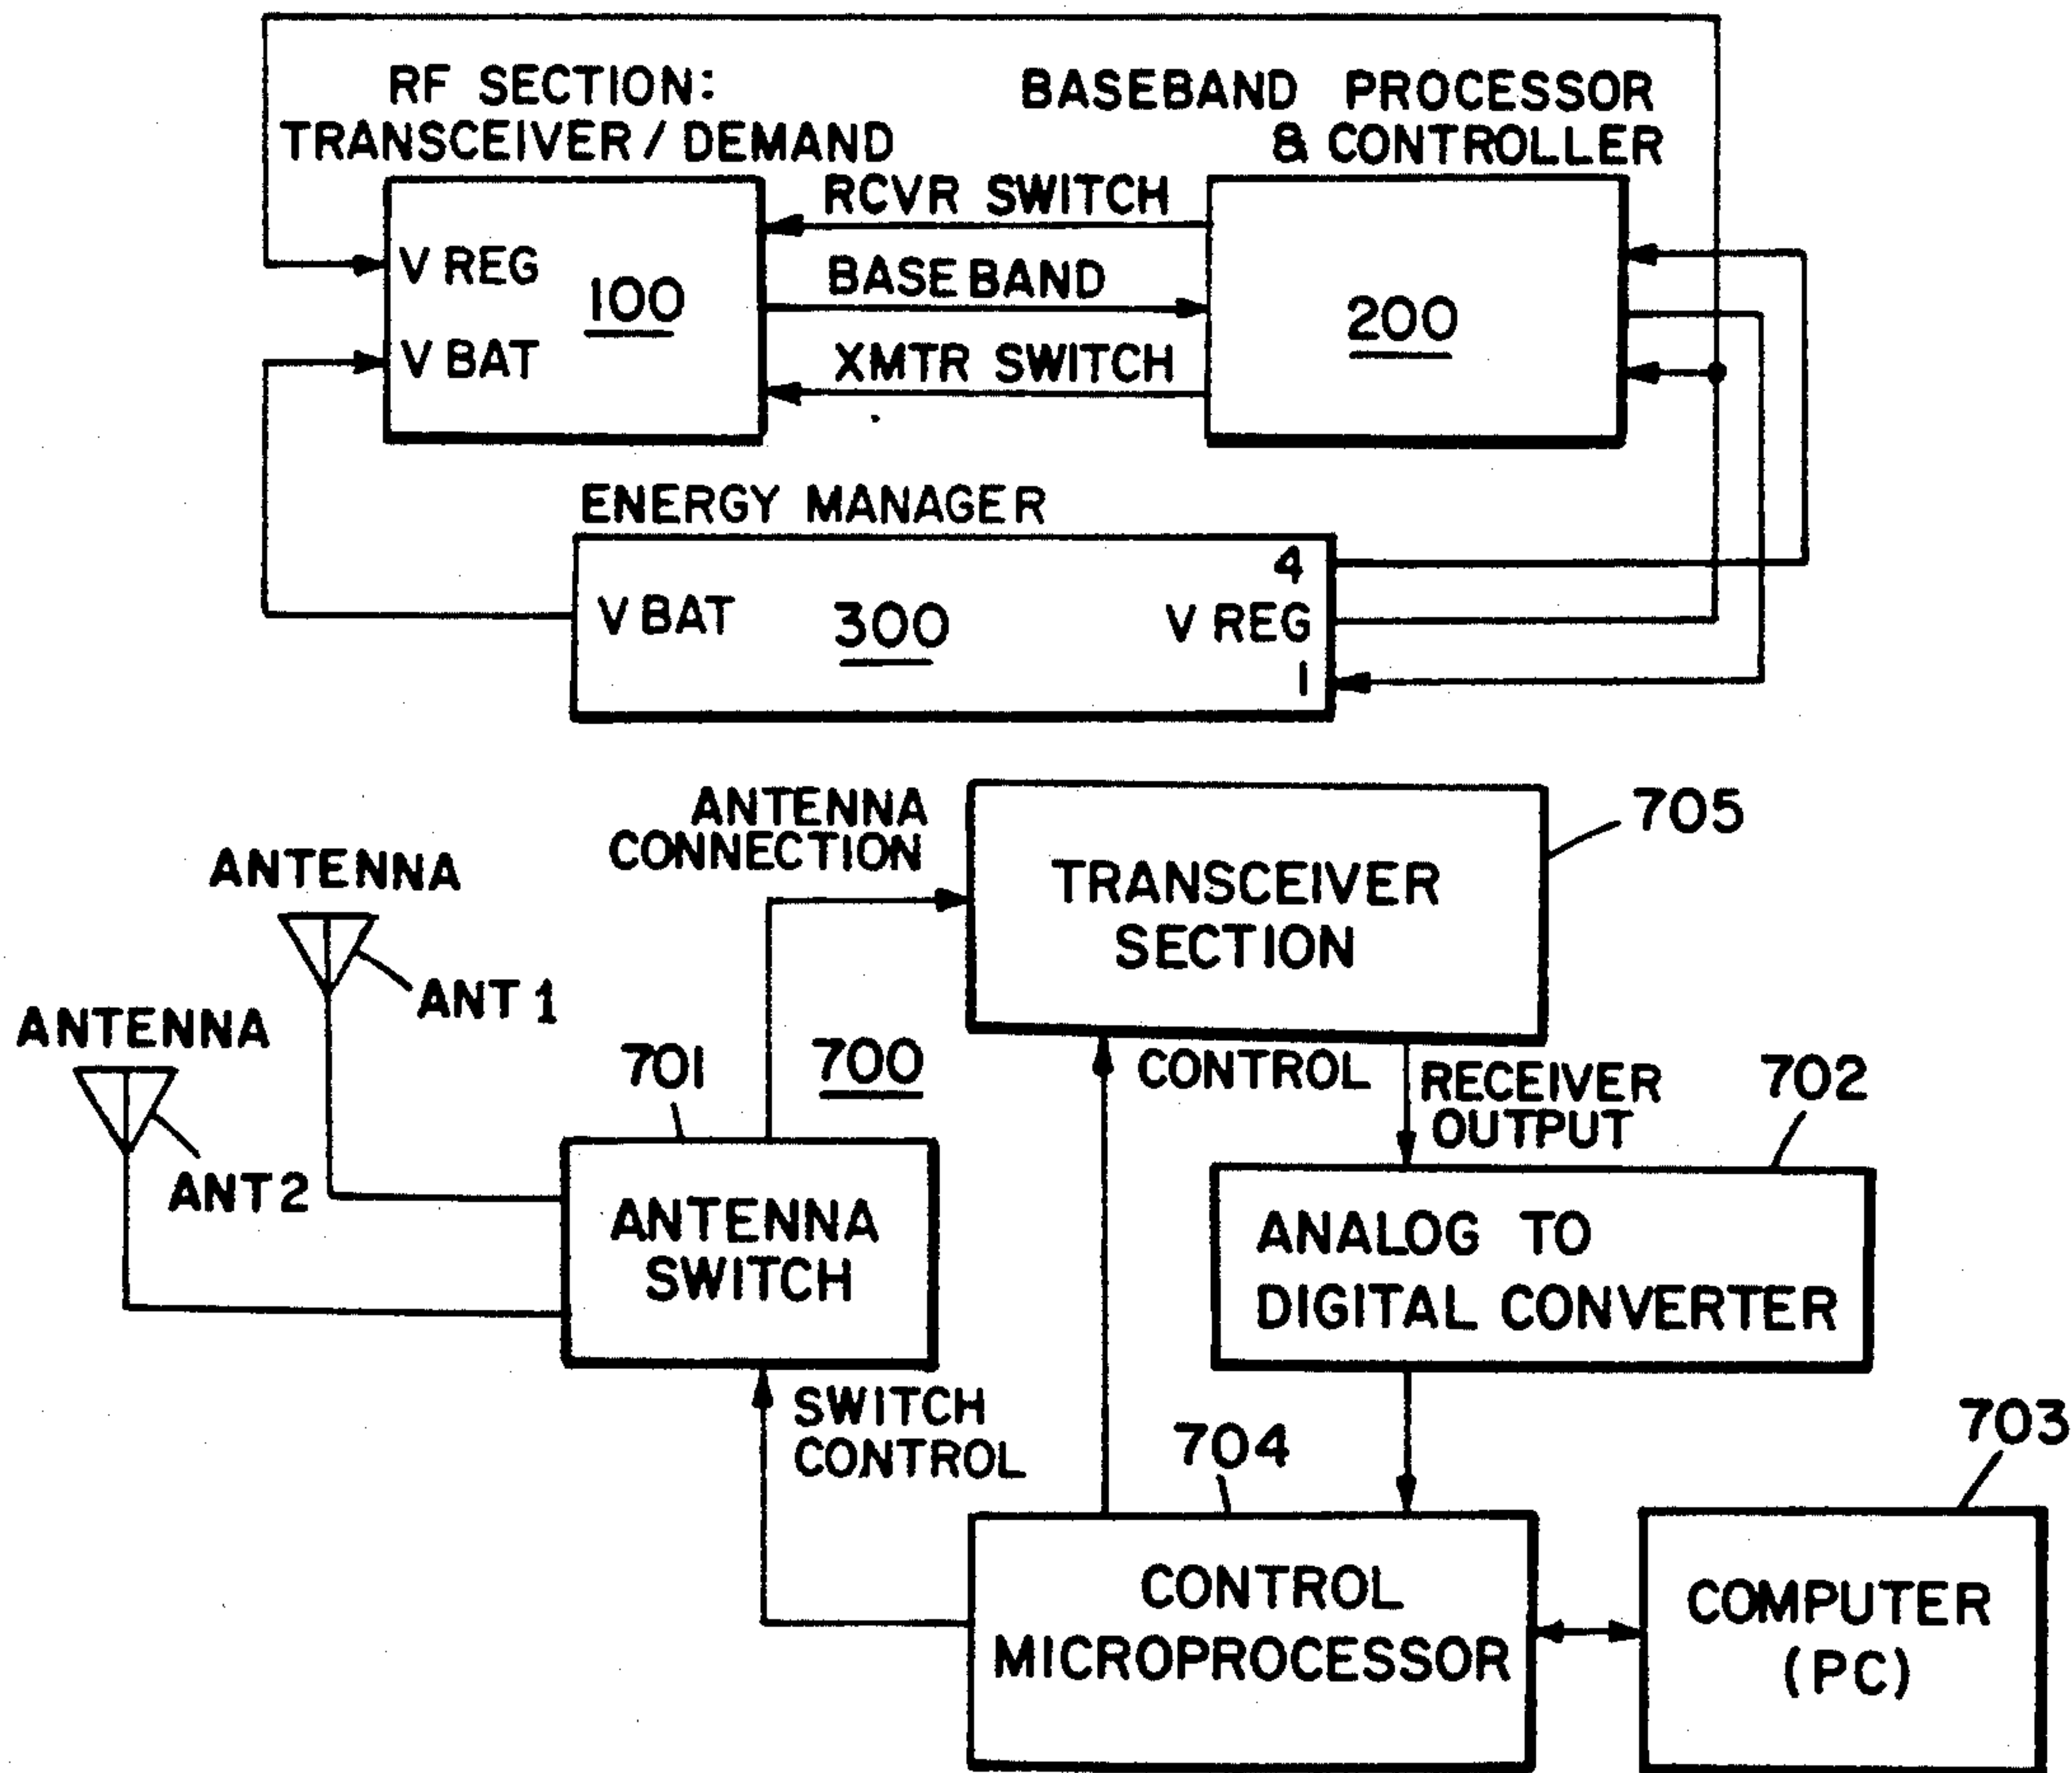 RF SECTION:
TRANSCEIVER / DEMAND
BASEBAND PROCESSOR
& CONTROLLER
RCVR SWITCH
V REG
100
BASEBAND
200
V BAT
XMTR SWITCH
ENERGY MANAGER
4
V BAT
300
V REG
1
ANTENNA
CONNECTION
705
TRANSCEIVER
SECTION
ANTENNA
ANT 1
ANTENNA
ANT 2
701
700
CONTROL
RECEIVER
OUTPUT
702
ANTENNA
SWITCH
ANALOG TO
DIGITAL CONVERTER
SWITCH
CONTROL
704
703
CONTROL
MICROPROCESSOR
COMPUTER
(PC)